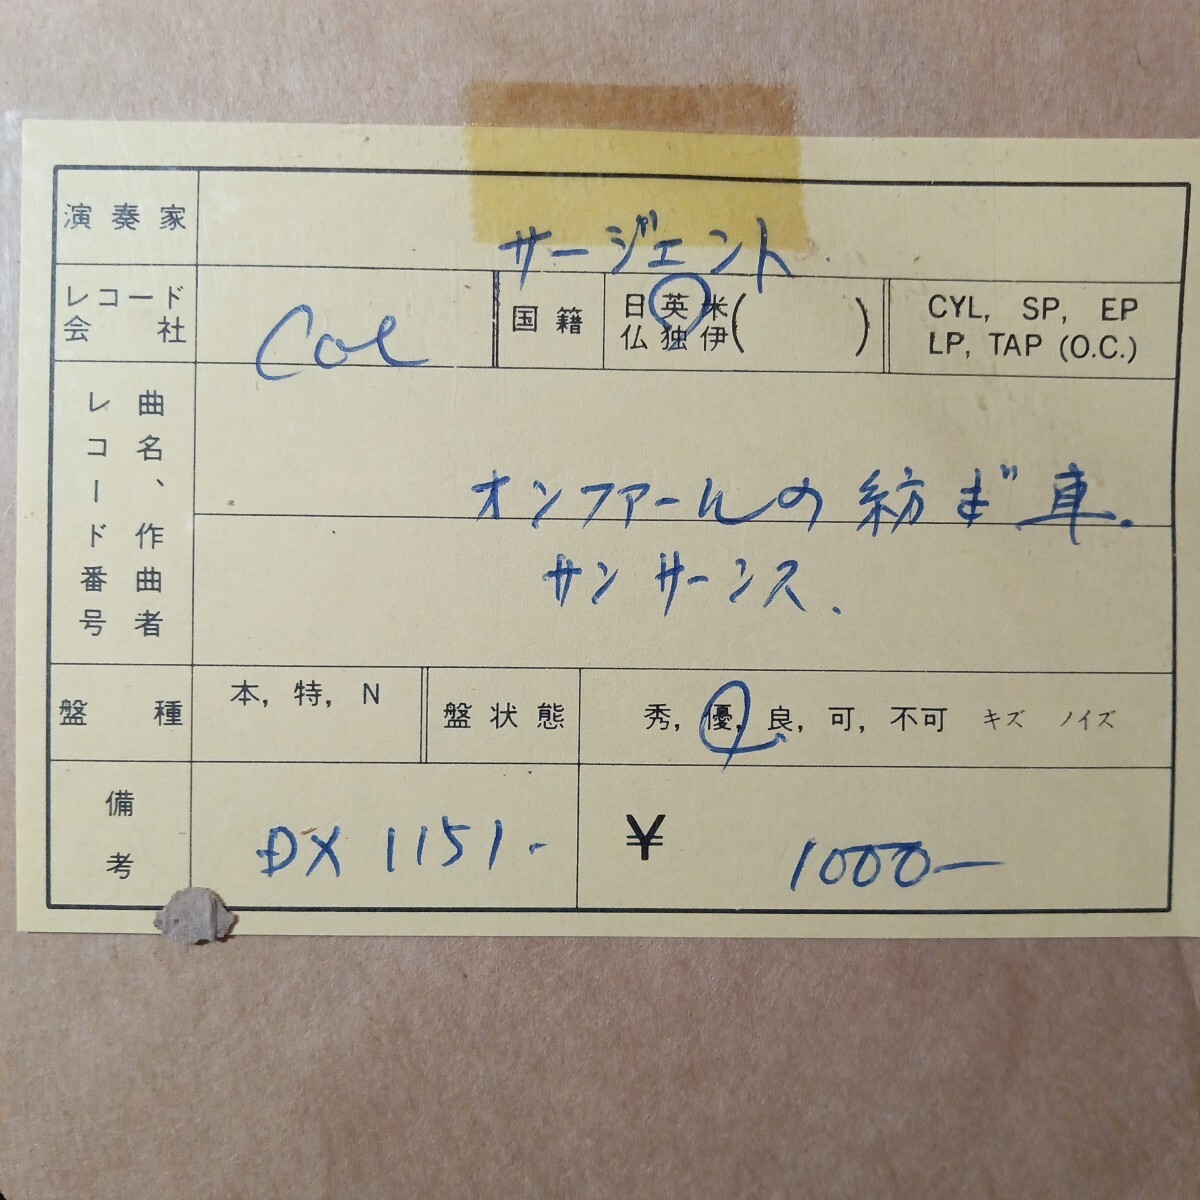 演奏家 サージェント.
レコード会社 Col 国籍 日 英 米 仏 独 伊 ( ) CYL, SP, EP LP, TAP (O.C.)
曲名、作曲者 レコード番号
オンファールの紡ぎ車.
サンサーンス.
盤種 本, 特, N 盤状態 秀, 優, 良, 可, 不可 キズ ノイズ
備考 DX 1151. ¥ 1000-